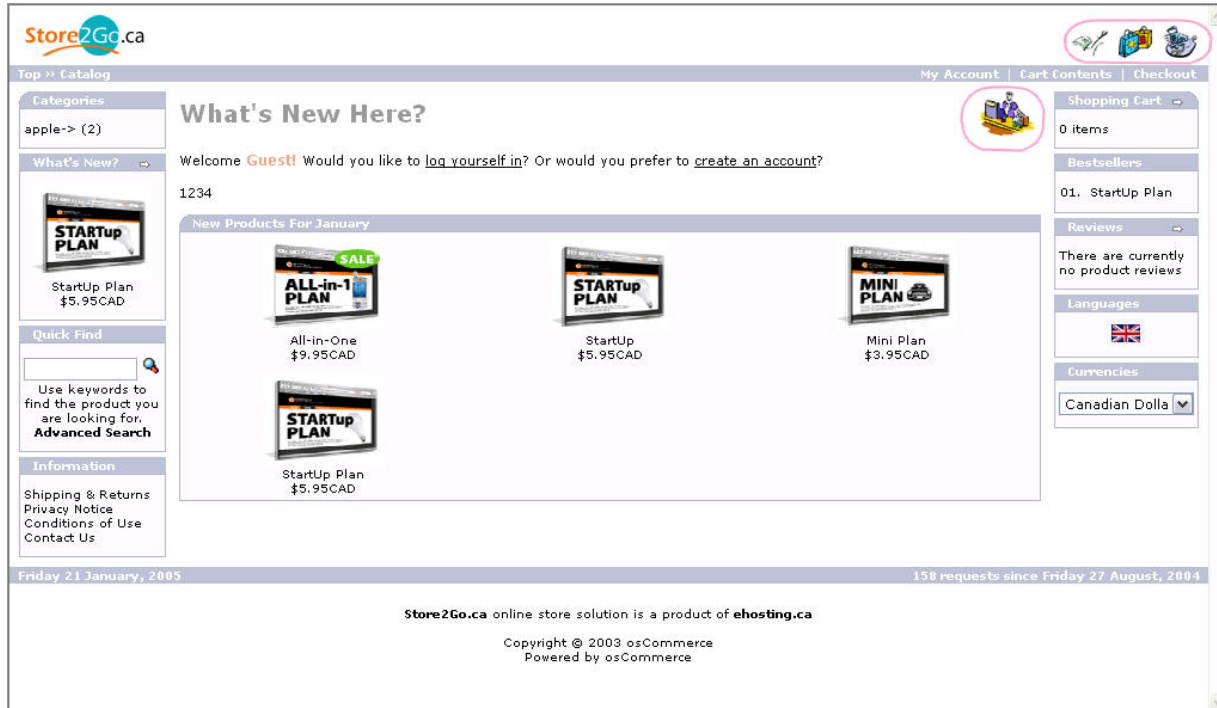 Store2Go.ca
Top » Catalog
My Account | Cart Contents | Checkout
Categories
apple-> (2)
What's New?
STARTup
PLAN
StartUp Plan
$5.95CAD
Quick Find
Use keywords to
find the product you
are looking for.
Advanced Search
Information
Shipping & Returns
Privacy Notice
Conditions of Use
Contact Us
What's New Here?
Welcome Guest! Would you like to log yourself in? Or would you prefer to create an account?
1234
New Products For January
SALE
ALL-in-1
PLAN
All-in-One
$9.95CAD
STARTup
PLAN
StartUp
$5.95CAD
MINI
PLAN
Mini Plan
$3.95CAD
STARTup
PLAN
StartUp Plan
$5.95CAD
Shopping Cart
0 items
Bestsellers
01. StartUp Plan
Reviews
There are currently
no product reviews
Languages
Currencies
Canadian Dolla
Friday 21 January, 2005
158 requests since Friday 27 August, 2004
Store2Go.ca online store solution is a product of ehosting.ca
Copyright © 2003 osCommerce
Powered by osCommerce